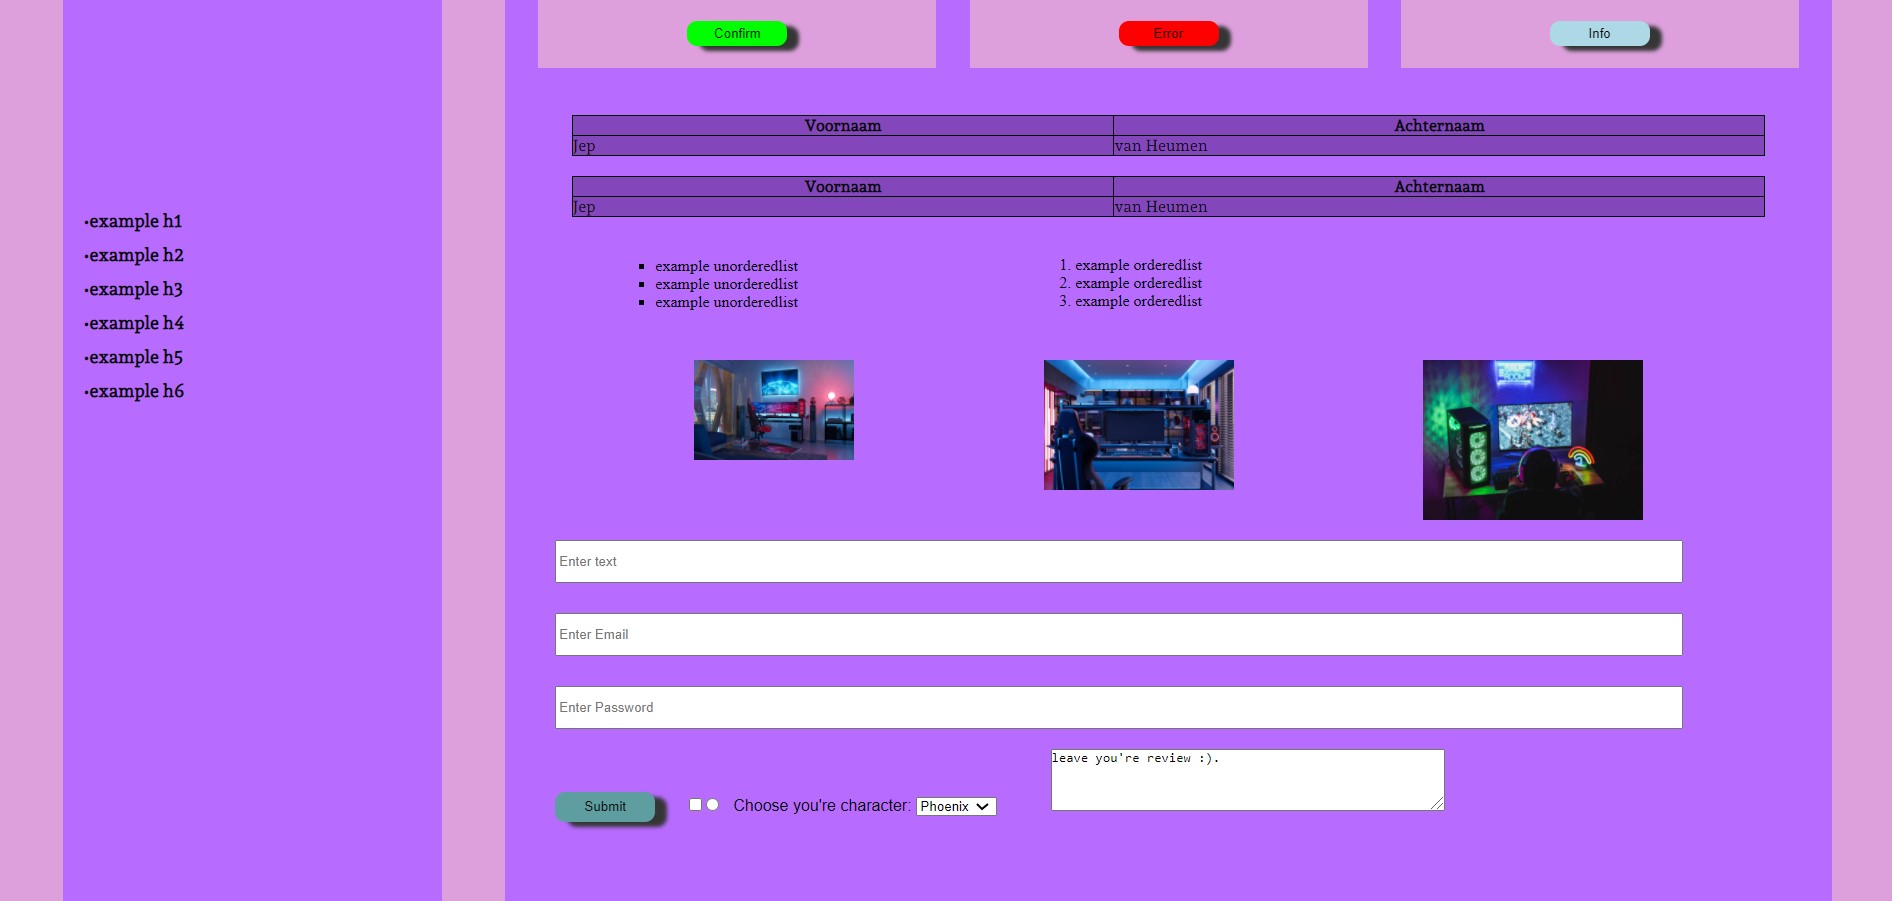 Confirm
Error
Info
Voornaam Achternaam
Jep van Heumen
Voornaam Achternaam
Jep van Heumen
•example h1
•example h2
•example h3
•example h4
•example h5
•example h6
example unorderedlist
example unorderedlist
example unorderedlist
1. example orderedlist
2. example orderedlist
3. example orderedlist
Enter text
Enter Email
Enter Password
leave you're review :).
Submit
Choose you're character: Phoenix